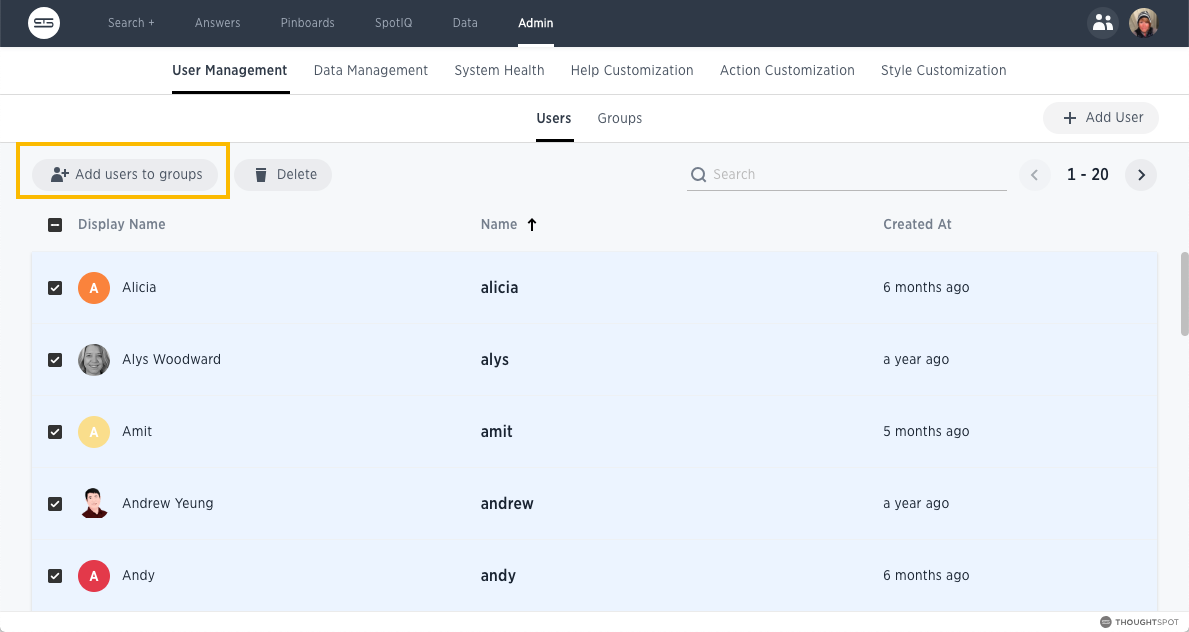 Search + Answers Pinboards SpotIQ Data Admin
User Management Data Management System Health Help Customization Action Customization Style Customization
Users Groups + Add User
Add users to groups Delete Search 1 - 20
Display Name Name Created At
A Alicia alicia 6 months ago
Alys Woodward alys a year ago
A Amit amit 5 months ago
Andrew Yeung andrew a year ago
A Andy andy 6 months ago
THOUGHTSPOT